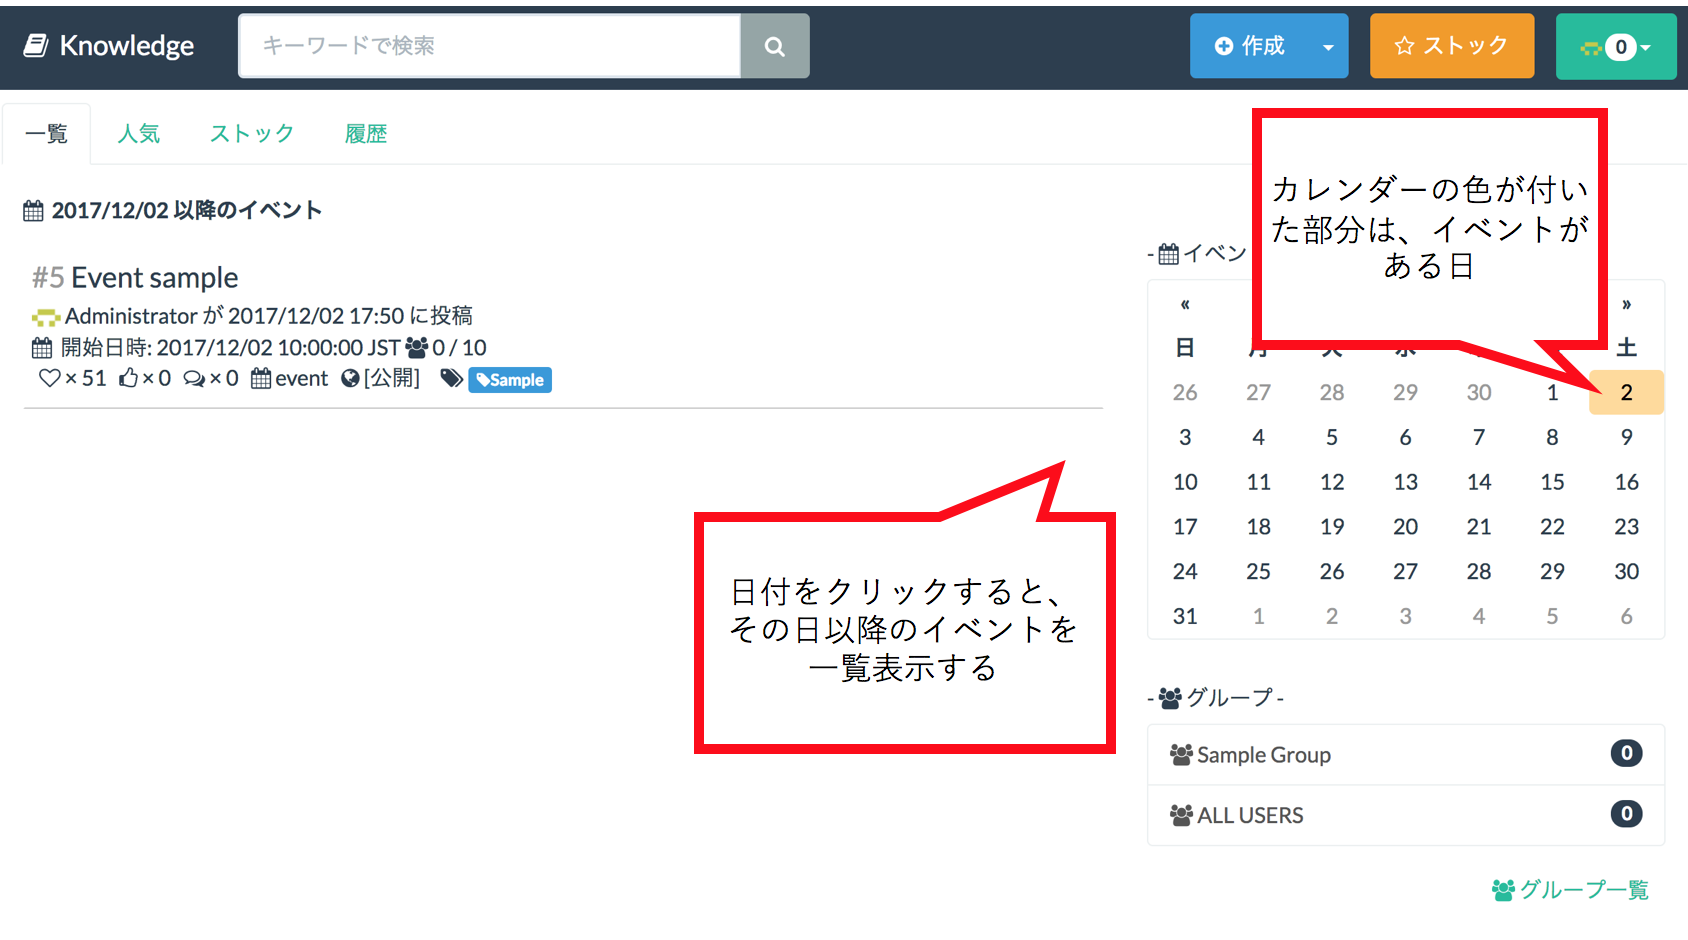 Knowledge
キーワードで検索
作成
ストック
0
一覧
人気
ストック
履歴
2017/12/02 以降のイベント
#5 Event sample
Administrator が 2017/12/02 17:50 に投稿
開始日時: 2017/12/02 10:00:00 JST 0 / 10
× 51 × 0 × 0 event [公開] Sample
カレンダーの色が付い
た部分は、イベントが
ある日
日付をクリックすると、
その日以降のイベントを
一覧表示する
- イベン
« »
日 月 火 水 土
26 27 28 29 30 1 2
3 4 5 6 7 8 9
10 11 12 13 14 15 16
17 18 19 20 21 22 23
24 25 26 27 28 29 30
31 1 2 3 4 5 6
- グループ -
Sample Group 0
ALL USERS 0
グループ一覧